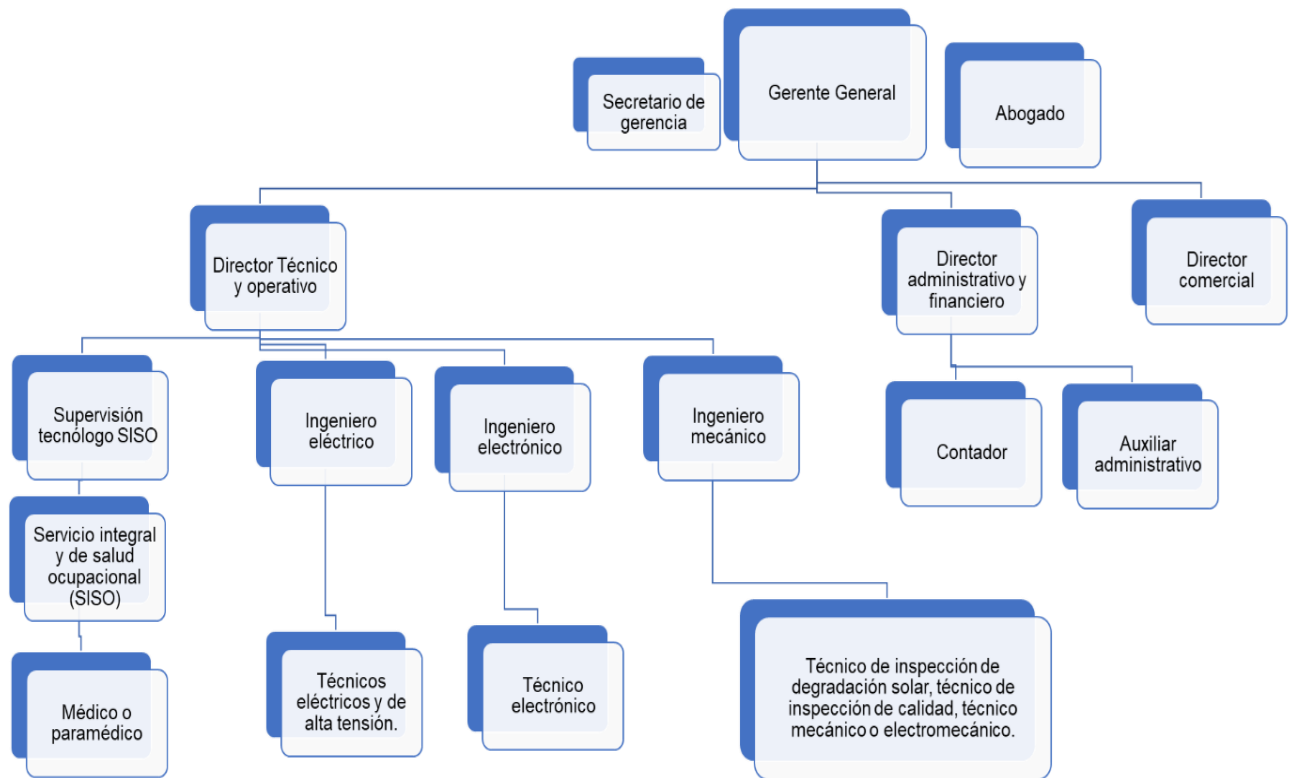 Secretario de
gerencia
Gerente General
Abogado
Director Técnico
y operativo
Director
administrativo y
financiero
Director
comercial
Supervisión
tecnólogo SISO
Ingeniero
eléctrico
Ingeniero
electrónico
Ingeniero
mecánico
Contador
Auxiliar
administrativo
Servicio integral
y de salud
ocupacional
(SISO)
Médico o
paramédico
Técnicos
eléctricos y de
alta tensión.
Técnico
electrónico
Técnico de inspección de
degradación solar, técnico de
inspección de calidad, técnico
mecánico o electromecánico.